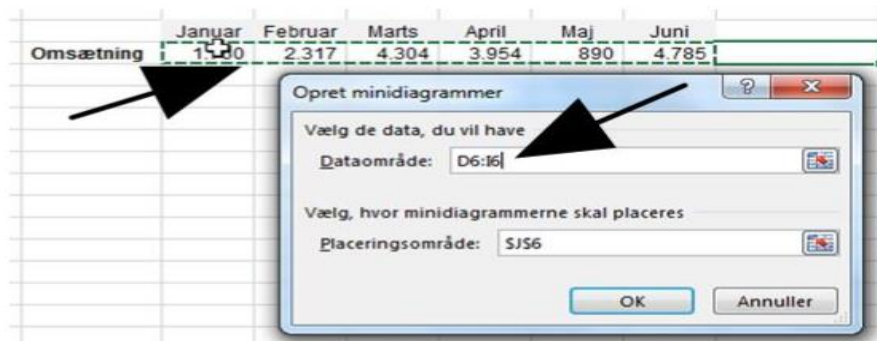 Januar Februar Marts April Maj Juni
Omsætning 2.317 4.304 3.954 890 4.785
Opret minidiagrammer
Vælg de data, du vil have
Dataområde: D6:I6
Vælg, hvor minidiagrammerne skal placeres
Placeringsområde: $J$6
OK Annuller